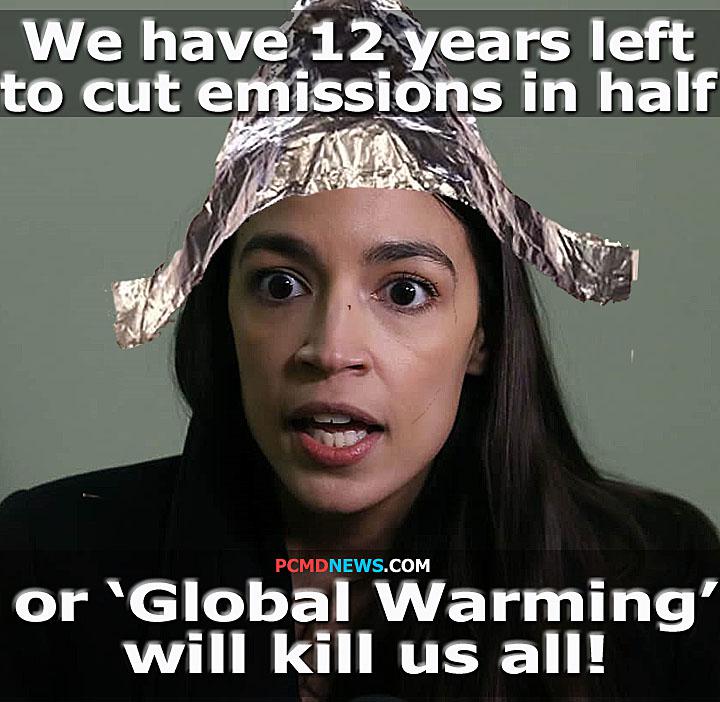 We have 12 years left
to cut emissions in half
PCMDNEWS.COM
or ‘Global Warming’
will kill us all!